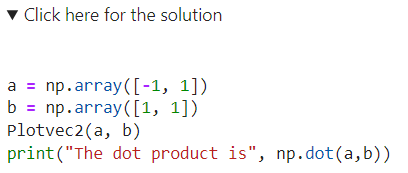 ▼ Click here for the solution
a = np.array([-1, 1])
b = np.array([1, 1])
Plotvec2(a, b)
print("The dot product is", np.dot(a,b))